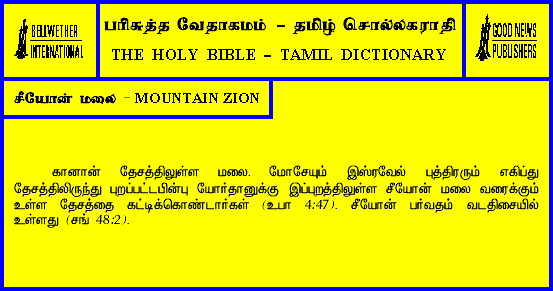 BELLWETHER
INTERNATIONAL
பரிசுத்த வேதாகமம் – தமிழ் சொல்லகராதி
THE HOLY BIBLE – TAMIL DICTIONARY
GOOD NEWS
PUBLISHERS
சீயோன் மலை - MOUNTAIN ZION
கானான் தேசத்திலுள்ள மலை. மோசேயும் இஸ்ரவேல் புத்திரரும் எகிப்து
தேசத்திலிருந்து புறப்பட்டபின்பு யோர்தானுக்கு இப்புறத்திலுள்ள சீயோன் மலை வரைக்கும்
உள்ள தேசத்தை கட்டிக்கொண்டார்கள் (உபா 4:47). சீயோன் பர்வதம் வடதிசையில்
உள்ளது (சங் 48:2).